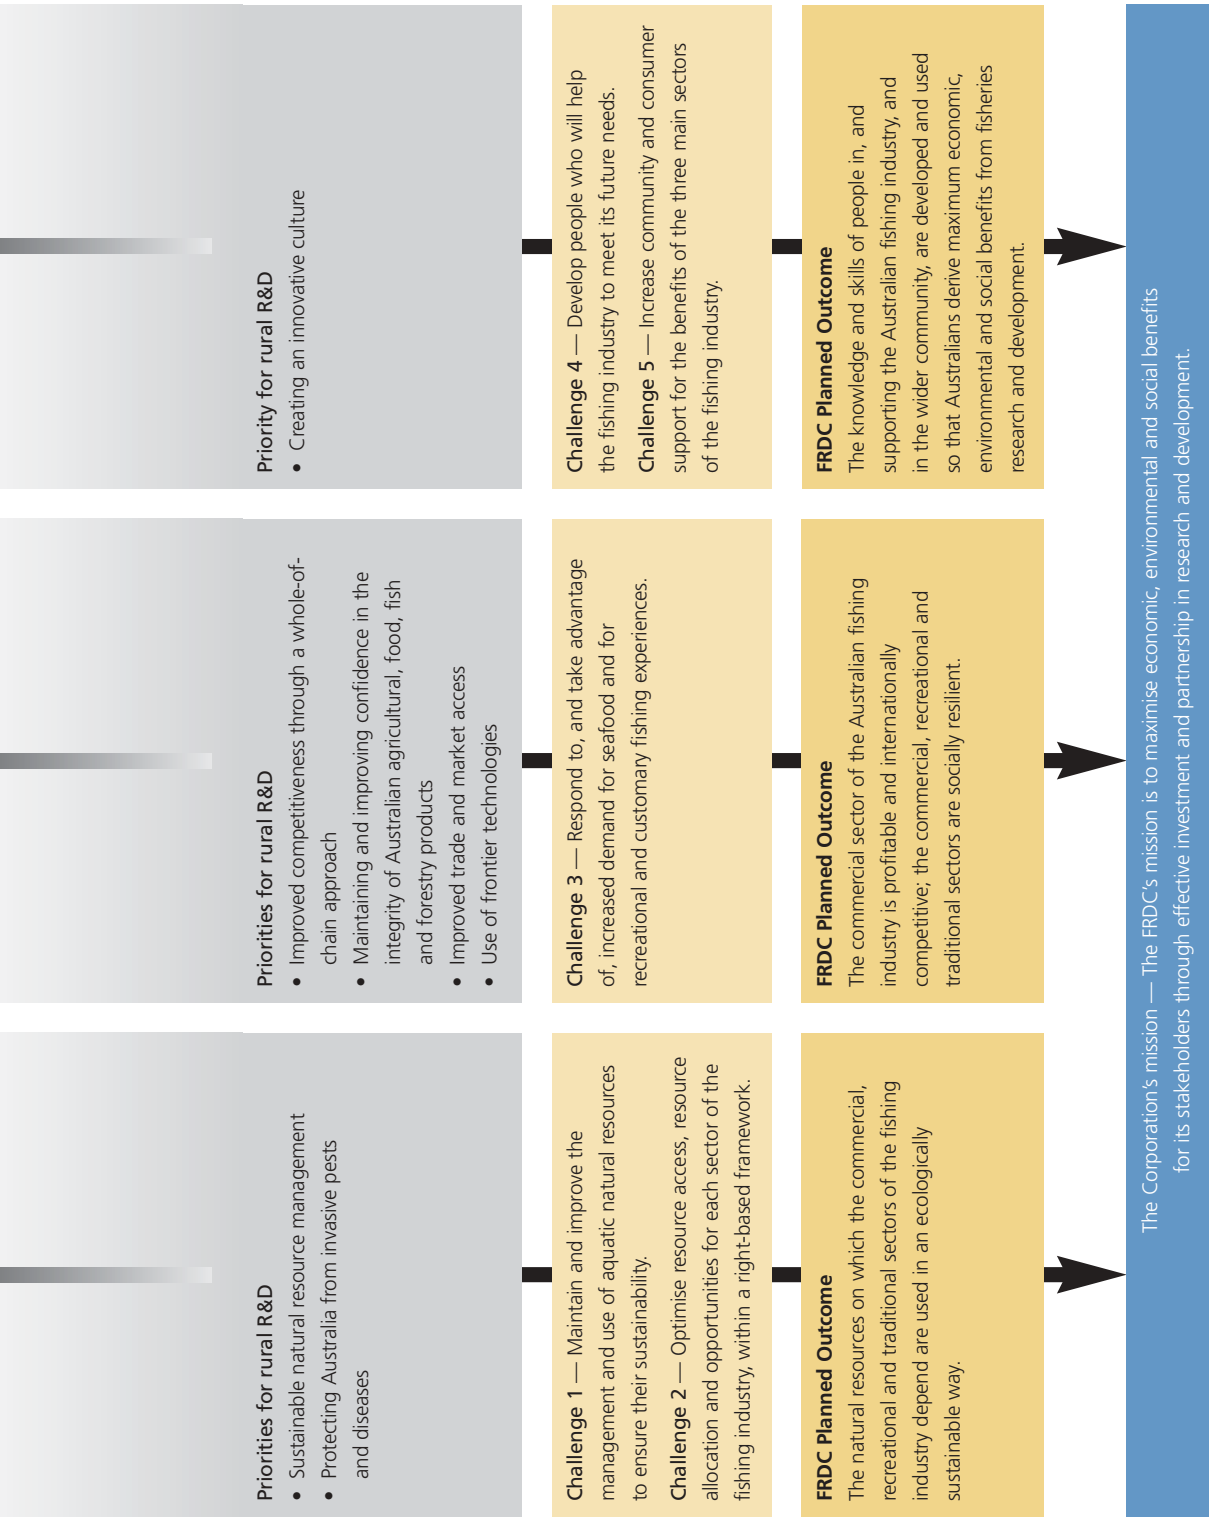 Priorities for rural R&D
• Sustainable natural resource management
• Protecting Australia from invasive pests
and diseases
Challenge 1 — Maintain and improve the
management and use of aquatic natural resources
to ensure their sustainability.
Challenge 2 — Optimise resource access, resource
allocation and opportunities for each sector of the
fishing industry, within a right-based framework.
FRDC Planned Outcome
The natural resources on which the commercial,
recreational and traditional sectors of the fishing
industry depend are used in an ecologically
sustainable way.
Priorities for rural R&D
• Improved competitiveness through a whole-of-
chain approach
• Maintaining and improving confidence in the
integrity of Australian agricultural, food, fish
and forestry products
• Improved trade and market access
• Use of frontier technologies
Challenge 3 — Respond to, and take advantage
of, increased demand for seafood and for
recreational and customary fishing experiences.
FRDC Planned Outcome
The commercial sector of the Australian fishing
industry is profitable and internationally
competitive; the commercial, recreational and
traditional sectors are socially resilient.
Priority for rural R&D
• Creating an innovative culture
Challenge 4 — Develop people who will help
the fishing industry to meet its future needs.
Challenge 5 — Increase community and consumer
support for the benefits of the three main sectors
of the fishing industry.
FRDC Planned Outcome
The knowledge and skills of people in, and
supporting the Australian fishing industry, and
in the wider community, are developed and used
so that Australians derive maximum economic,
environmental and social benefits from fisheries
research and development.
The Corporation's mission — The FRDC's mission is to maximise economic, environmental and social benefits
for its stakeholders through effective investment and partnership in research and development.